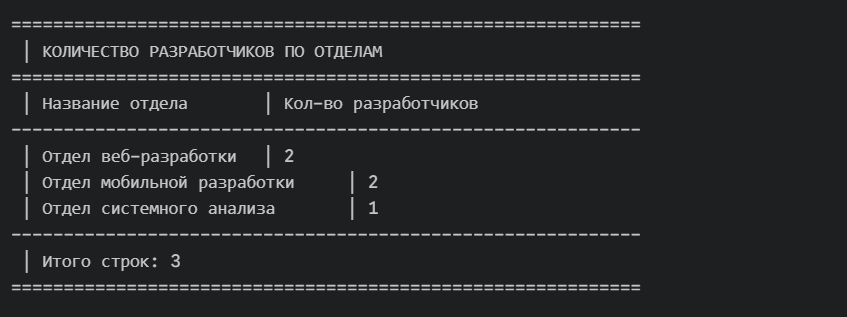 ============================================================
| КОЛИЧЕСТВО РАЗРАБОТЧИКОВ ПО ОТДЕЛАМ
============================================================
| Название отдела | Кол-во разработчиков
------------------------------------------------------------
| Отдел веб-разработки | 2
| Отдел мобильной разработки | 2
| Отдел системного анализа | 1
------------------------------------------------------------
| Итого строк: 3
============================================================